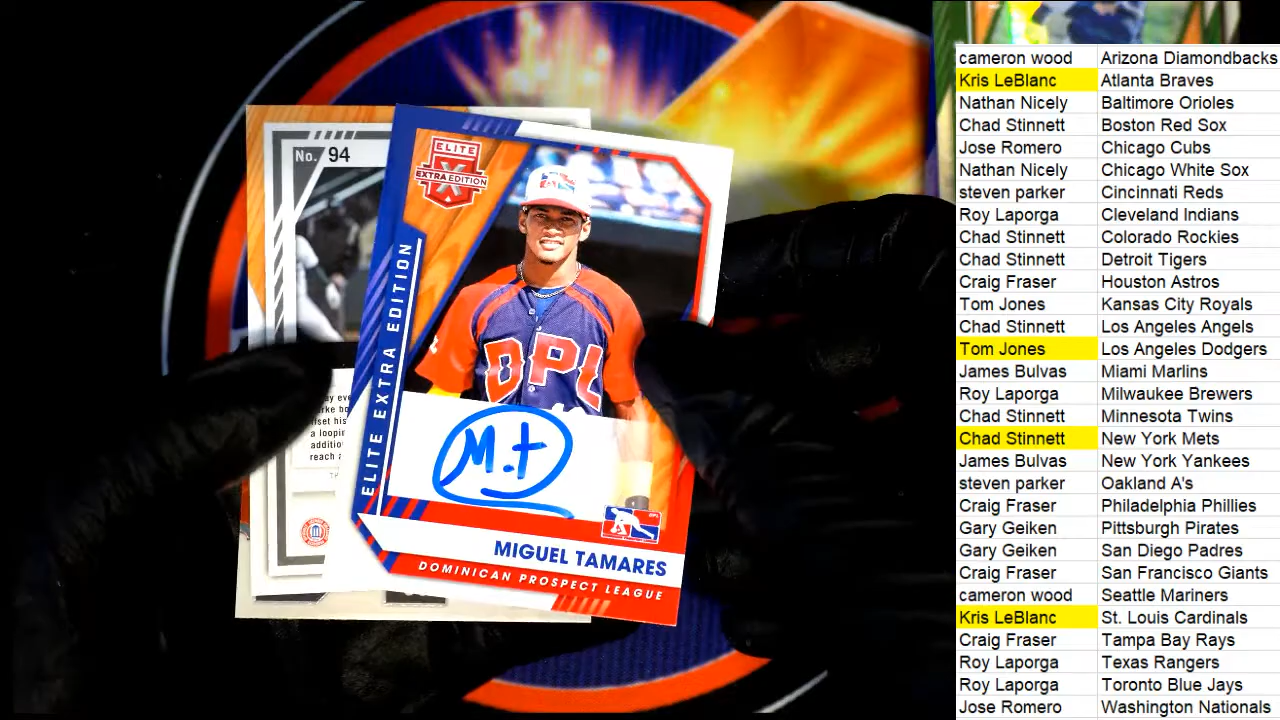 No. 94
ELITE
EXTRA EDITION
ELITE EXTRA EDITION
DPL
M.t
MIGUEL TAMARES
DOMINICAN PROSPECT LEAGUE
a loopin
reach a
cameron wood Arizona Diamondbacks
Kris LeBlanc Atlanta Braves
Nathan Nicely Baltimore Orioles
Chad Stinnett Boston Red Sox
Jose Romero Chicago Cubs
Nathan Nicely Chicago White Sox
steven parker Cincinnati Reds
Roy Laporga Cleveland Indians
Chad Stinnett Colorado Rockies
Chad Stinnett Detroit Tigers
Craig Fraser Houston Astros
Tom Jones Kansas City Royals
Chad Stinnett Los Angeles Angels
Tom Jones Los Angeles Dodgers
James Bulvas Miami Marlins
Roy Laporga Milwaukee Brewers
Chad Stinnett Minnesota Twins
Chad Stinnett New York Mets
James Bulvas New York Yankees
steven parker Oakland A's
Craig Fraser Philadelphia Phillies
Gary Geiken Pittsburgh Pirates
Gary Geiken San Diego Padres
Craig Fraser San Francisco Giants
cameron wood Seattle Mariners
Kris LeBlanc St. Louis Cardinals
Craig Fraser Tampa Bay Rays
Roy Laporga Texas Rangers
Roy Laporga Toronto Blue Jays
Jose Romero Washington Nationals